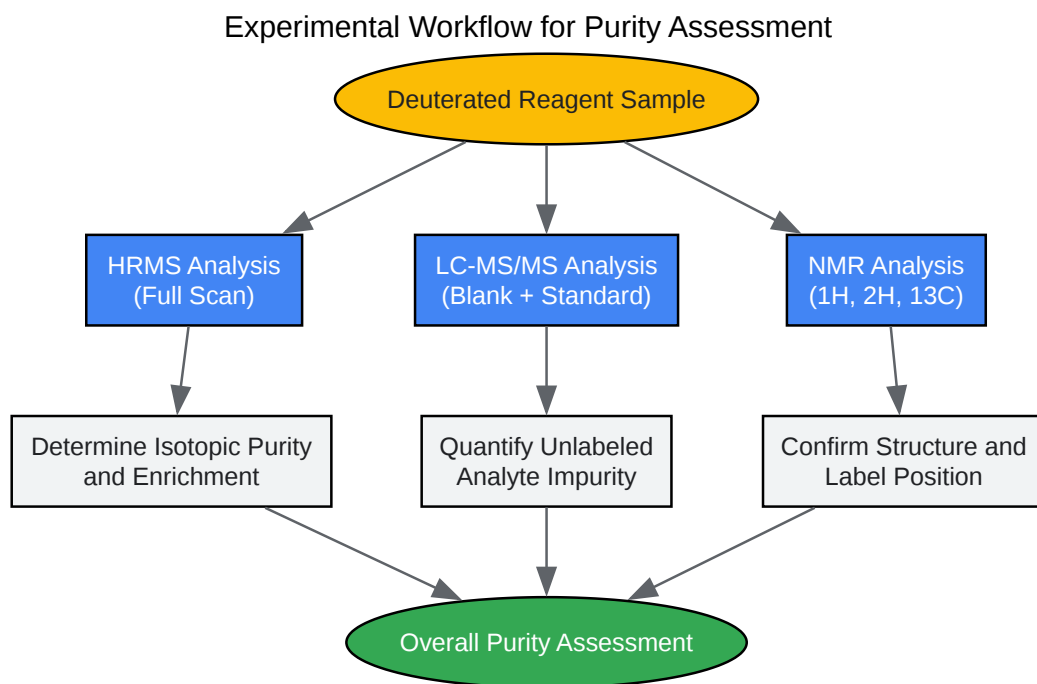 Experimental Workflow for Purity Assessment
Deuterated Reagent Sample
HRMS Analysis
(Full Scan)
LC-MS/MS Analysis
(Blank + Standard)
NMR Analysis
(1H, 2H, 13C)
Determine Isotopic Purity
and Enrichment
Quantify Unlabeled
Analyte Impurity
Confirm Structure and
Label Position
Overall Purity Assessment